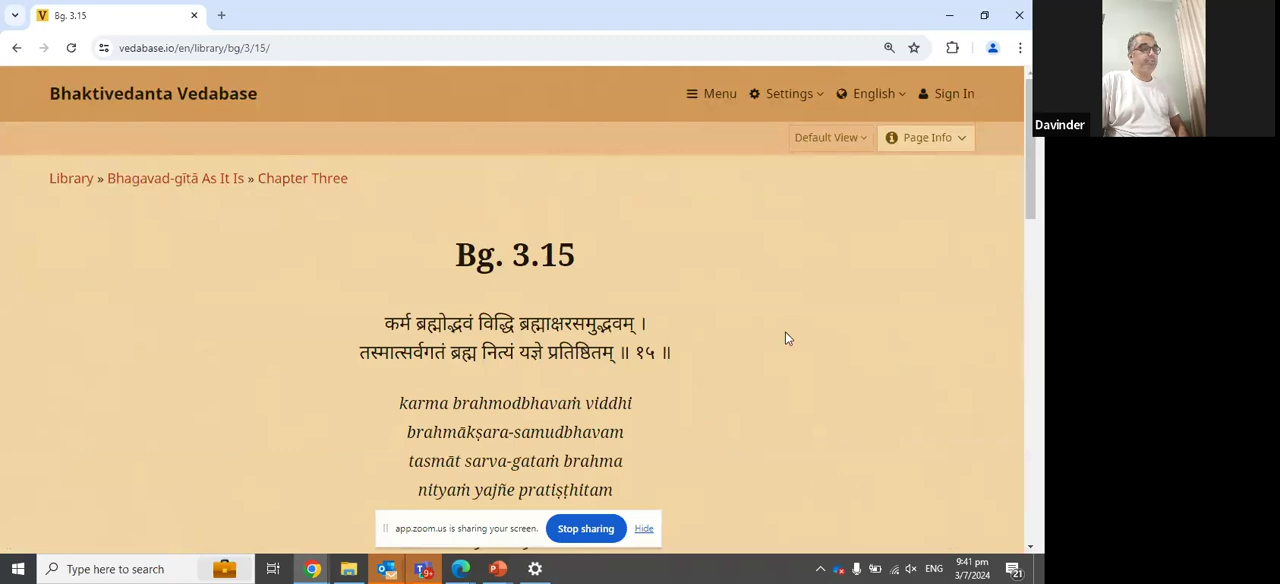 Bg. 3.15
vedabase.io/en/library/bg/3/15/
Bhaktivedanta Vedabase
Menu
Settings
English
Sign In
Default View
Page Info
Library » Bhagavad-gītā As It Is » Chapter Three
Bg. 3.15
कर्म ब्रह्मोद्भवं विद्धि ब्रह्माक्षरसमुद्भवम् ।
तस्मात्सर्वगतं ब्रह्म नित्यं यज्ञे प्रतिष्ठितम् ॥ १५ ॥
karma brahmodbhavaṁ viddhi
brahmākṣara-samudbhavam
tasmāt sarva-gataṁ brahma
nityaṁ yajñe pratiṣṭhitam
app.zoom.us is sharing your screen.
Stop sharing
Hide
Type here to search
ENG
9:41 pm
3/7/2024
21
Davinder